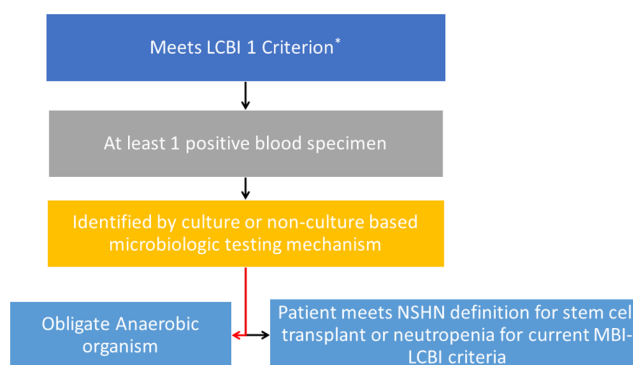 Meets LCBI 1 Criterion*
At least 1 positive blood specimen
Identified by culture or non-culture based
microbiologic testing mechanism
Obligate Anaerobic
organism
Patient meets NSHN definition for stem cell
transplant or neutropenia for current MBI-
LCBI criteria